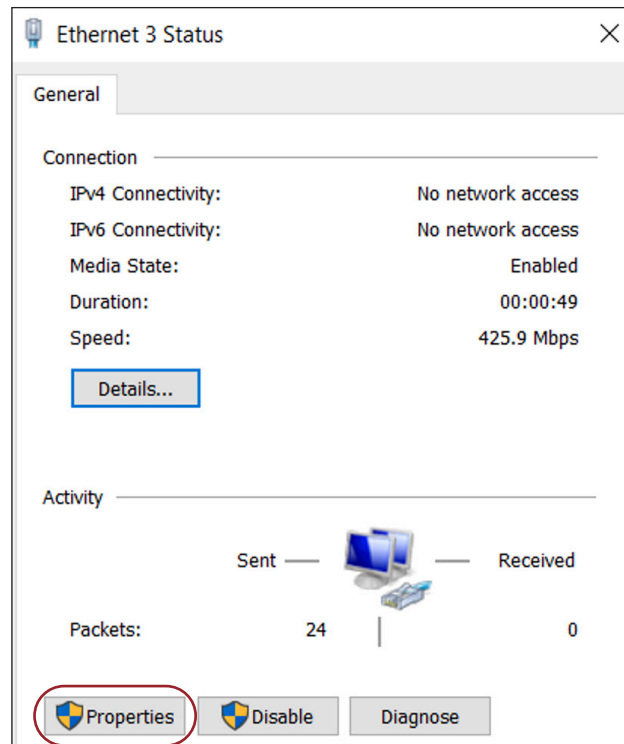 Ethernet 3 Status
General
Connection
IPv4 Connectivity: No network access
IPv6 Connectivity: No network access
Media State: Enabled
Duration: 00:00:49
Speed: 425.9 Mbps
Details...
Activity
Sent Received
Packets: 24 0
Properties Disable Diagnose